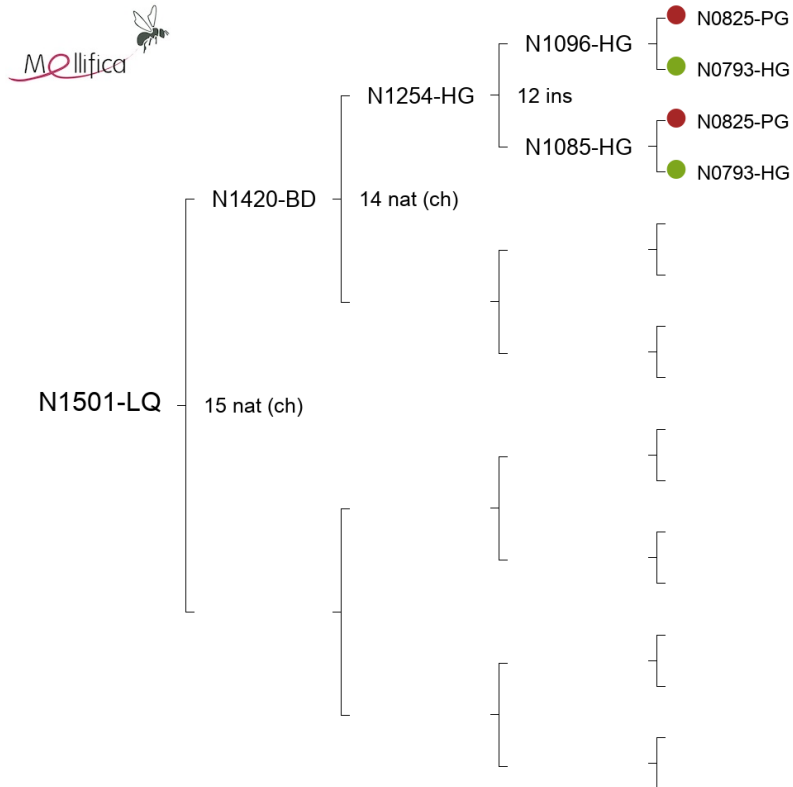 Mellifica
N0825-PG
N1096-HG
N0793-HG
N1254-HG
12 ins
N0825-PG
N1085-HG
N0793-HG
N1420-BD
14 nat (ch)
N1501-LQ
15 nat (ch)